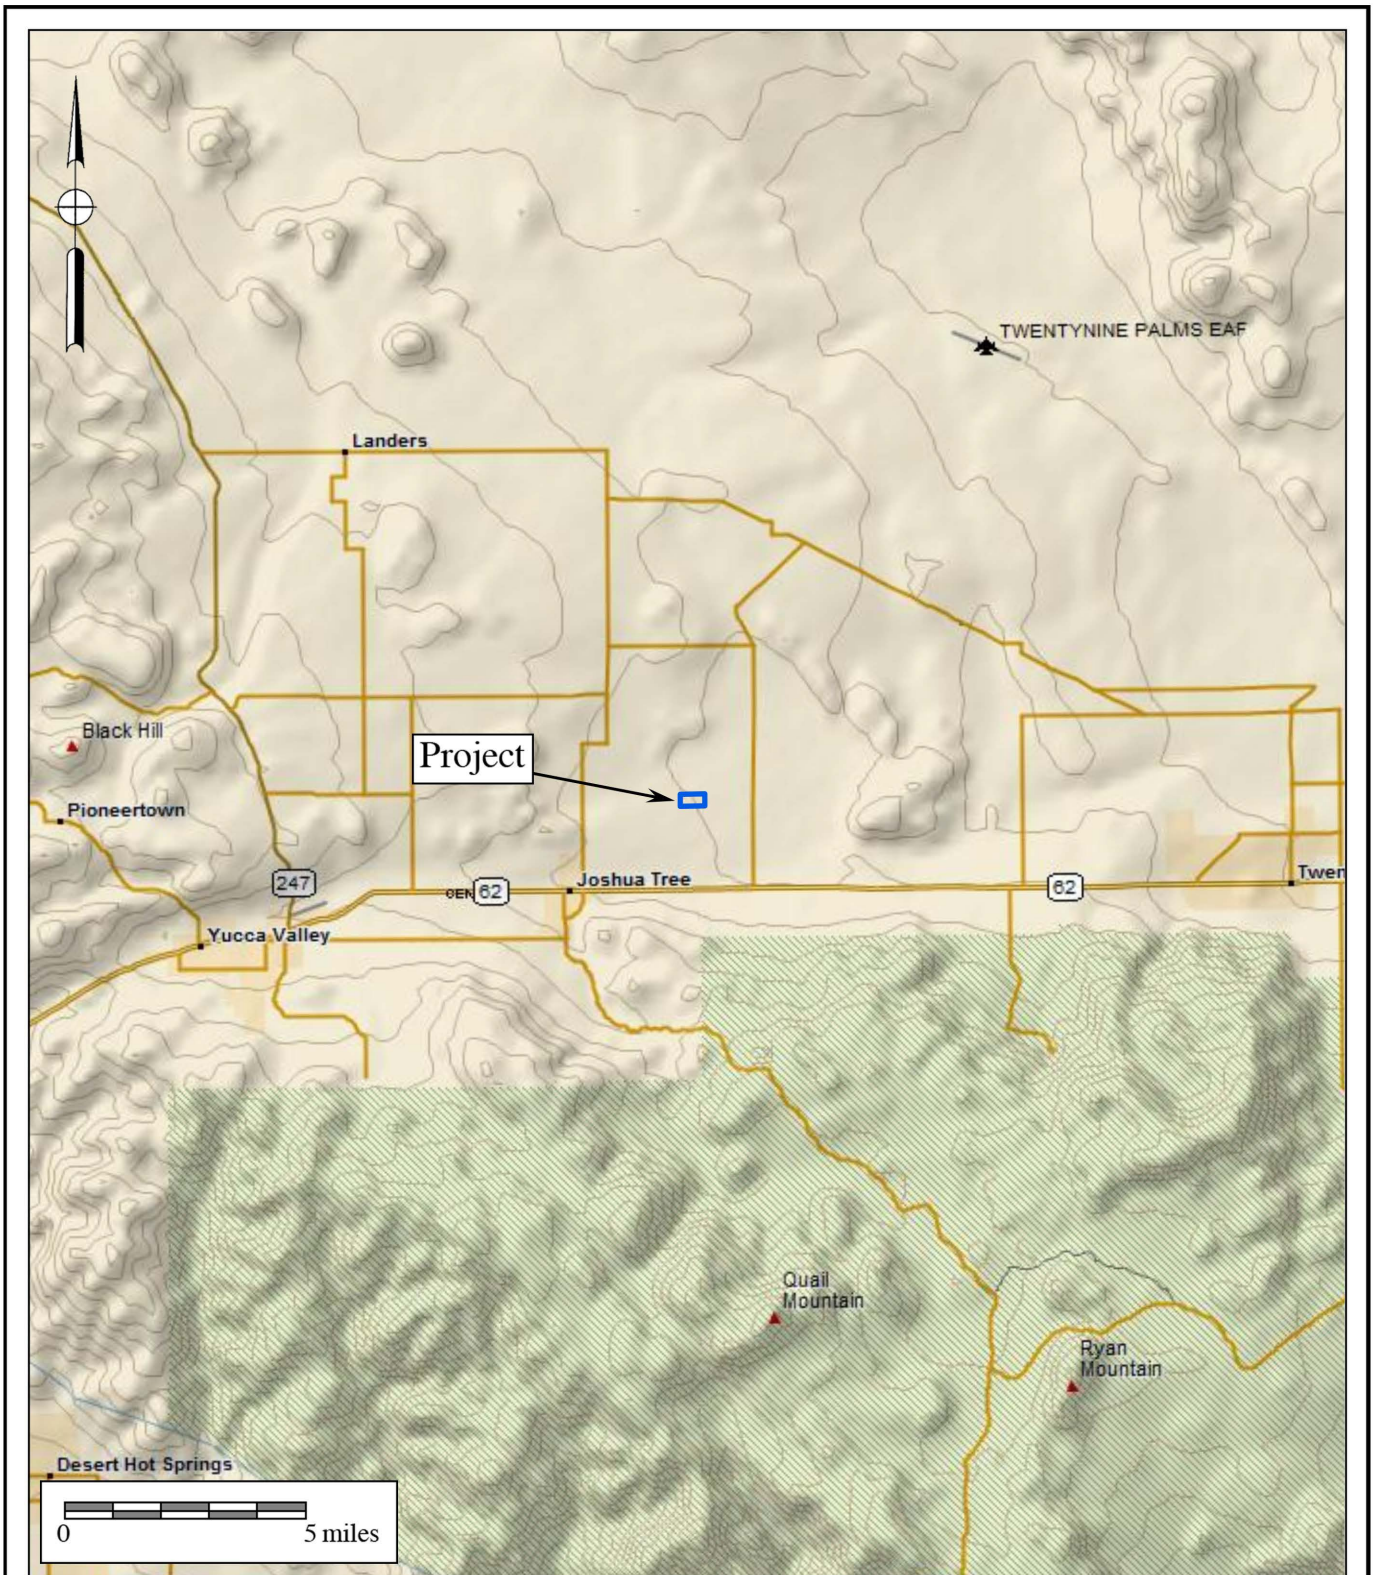 TWENTYNINE PALMS EAF
Landers
Black Hill
Project
Pioneertown
247
CEN
62
Joshua Tree
62
Twen
Yucca Valley
Quail
Mountain
Ryan
Mountain
Desert Hot Springs
0
5 miles